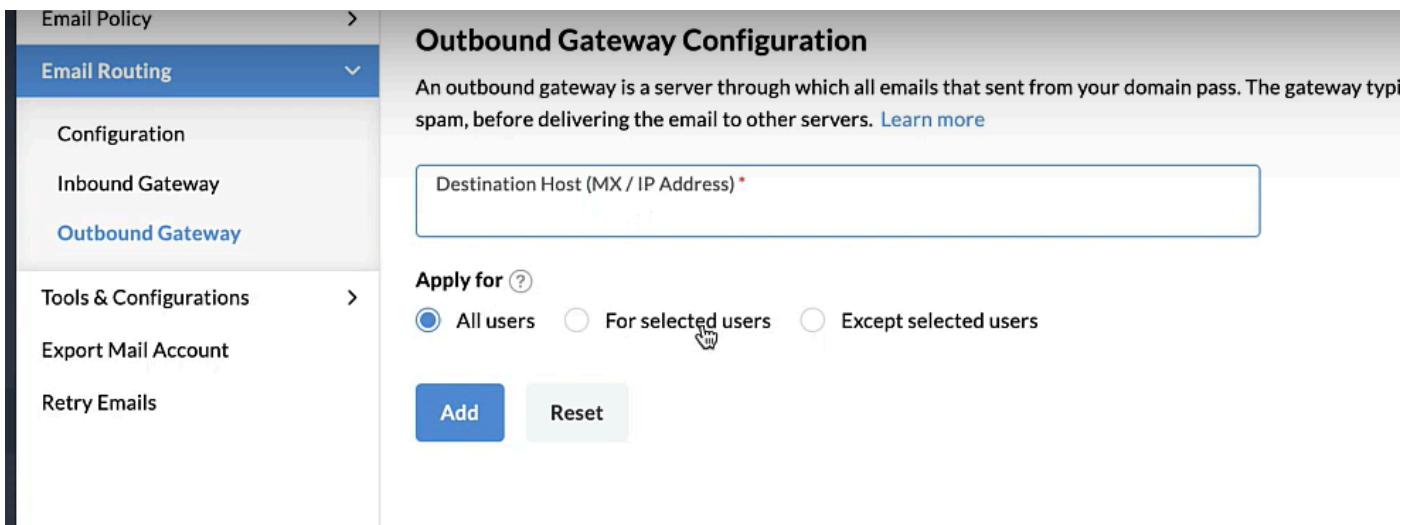 Email Policy
Email Routing
Configuration
Inbound Gateway
Outbound Gateway
Tools & Configurations
Export Mail Account
Retry Emails
Outbound Gateway Configuration
An outbound gateway is a server through which all emails that sent from your domain pass. The gateway
spam, before delivering the email to other servers. Learn more
Destination Host (MX / IP Address) *
Apply for ?
All users For selected users Except selected users
Add Reset